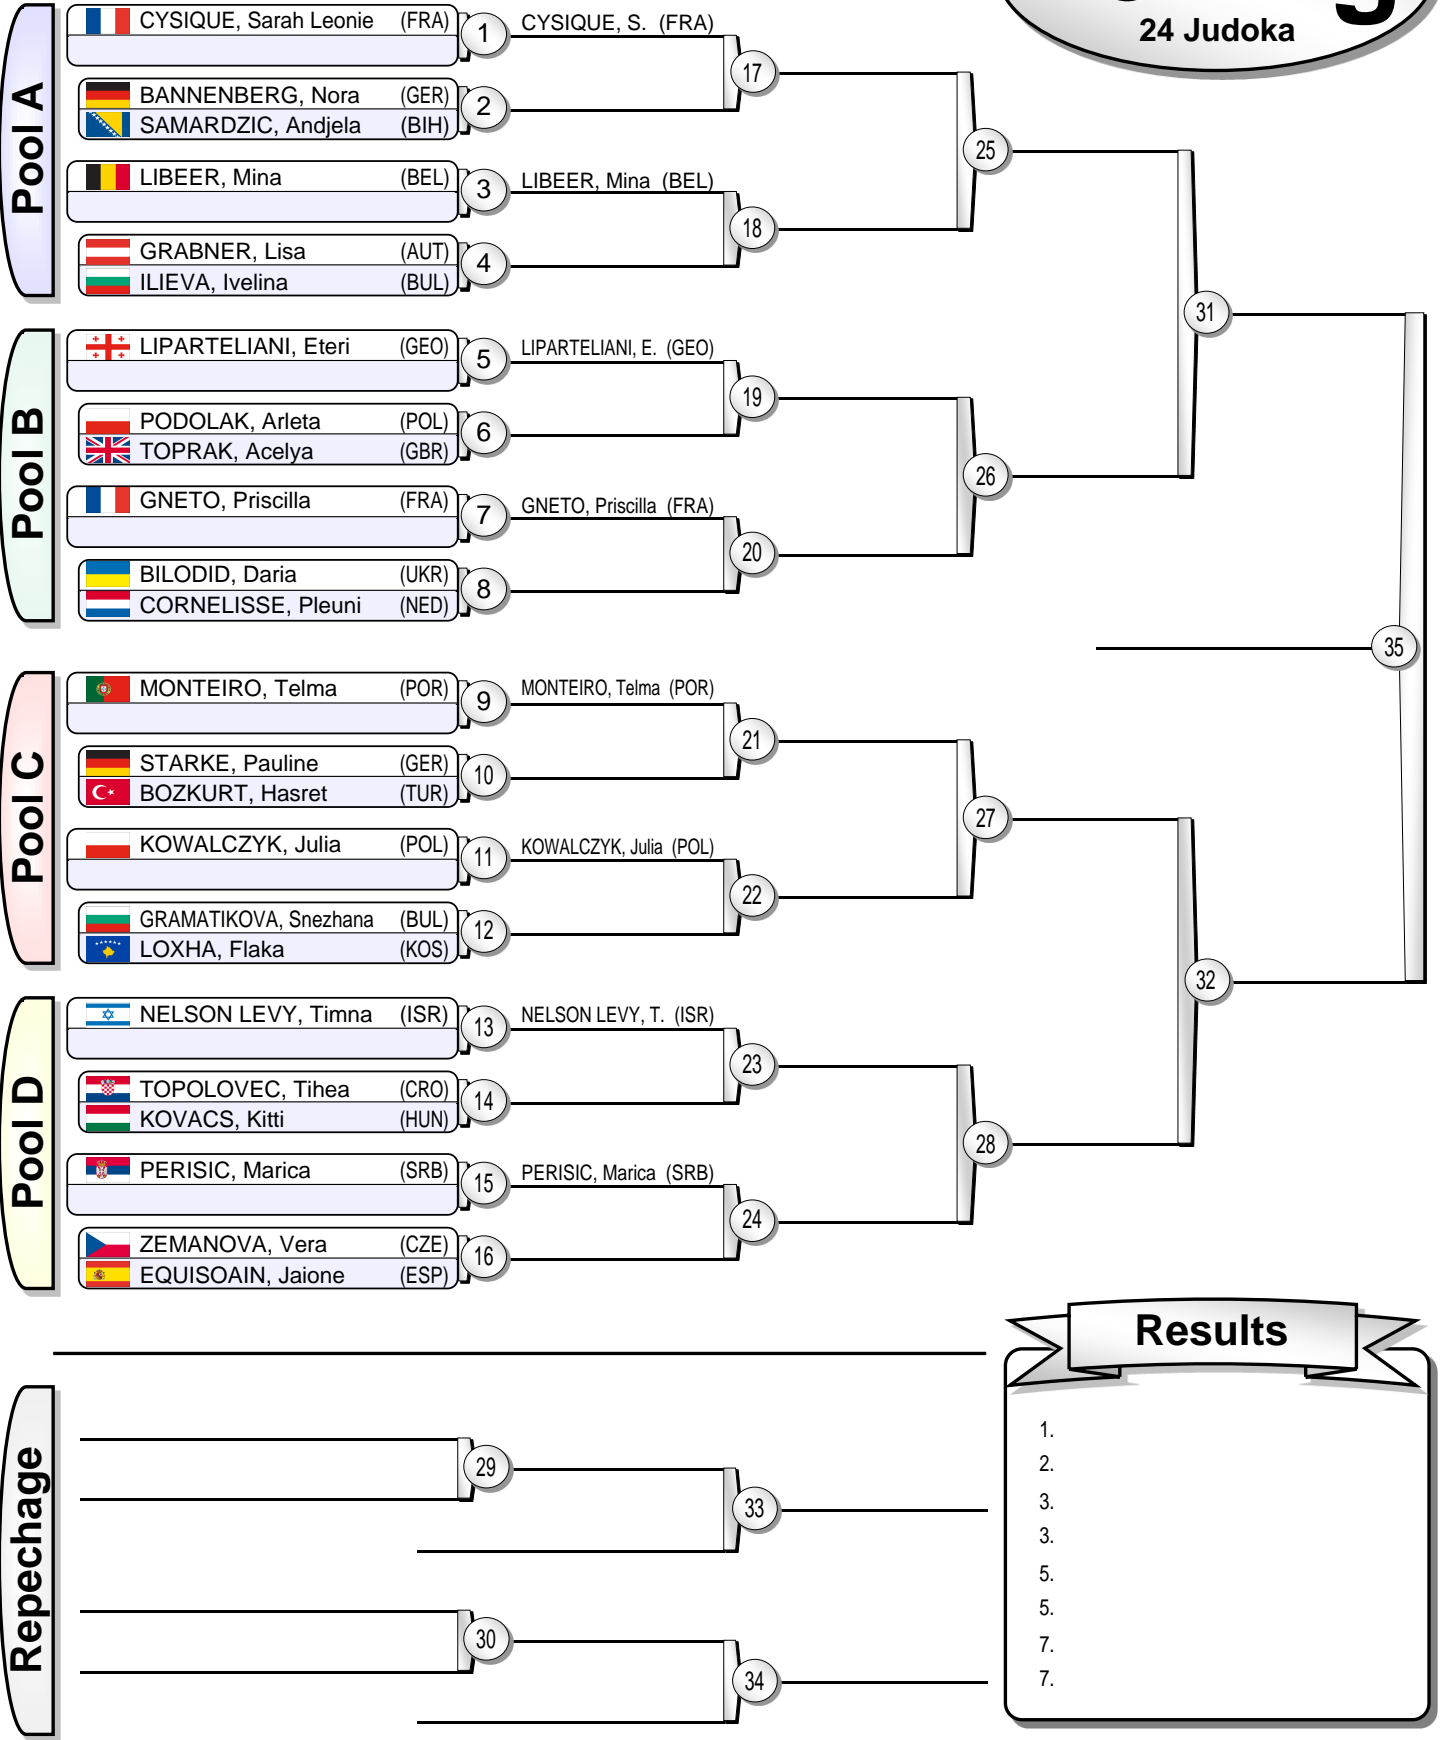 24 Judoka
Pool A
CYSIQUE, Sarah Leonie (FRA) 1 CYSIQUE, S. (FRA)
17
BANNENBERG, Nora (GER)
2
SAMARDZIC, Andjela (BIH)
25
LIBEER, Mina (BEL) 3 LIBEER, Mina (BEL)
18
GRABNER, Lisa (AUT)
4
ILIEVA, Ivelina (BUL)
31
Pool B
LIPARTELIANI, Eteri (GEO) 5 LIPARTELIANI, E. (GEO)
19
PODOLAK, Arleta (POL)
6
TOPRAK, Acelya (GBR)
26
GNETO, Priscilla (FRA) 7 GNETO, Priscilla (FRA)
20
BILODID, Daria (UKR)
8
CORNELISSE, Pleuni (NED)
35
Pool C
MONTEIRO, Telma (POR) 9 MONTEIRO, Telma (POR)
21
STARKE, Pauline (GER)
10
BOZKURT, Hasret (TUR)
27
KOWALCZYK, Julia (POL) 11 KOWALCZYK, Julia (POL)
22
GRAMATIKOVA, Snezhana (BUL)
12
LOXHA, Flaka (KOS)
32
Pool D
NELSON LEVY, Timna (ISR) 13 NELSON LEVY, T. (ISR)
23
TOPOLOVEC, Tihea (CRO)
14
KOVACS, Kitti (HUN)
28
PERISIC, Marica (SRB) 15 PERISIC, Marica (SRB)
24
ZEMANOVA, Vera (CZE)
16
EQUISOAIN, Jaione (ESP)
Repechage
29
33
30
34
Results
1.
2.
3.
3.
5.
5.
7.
7.